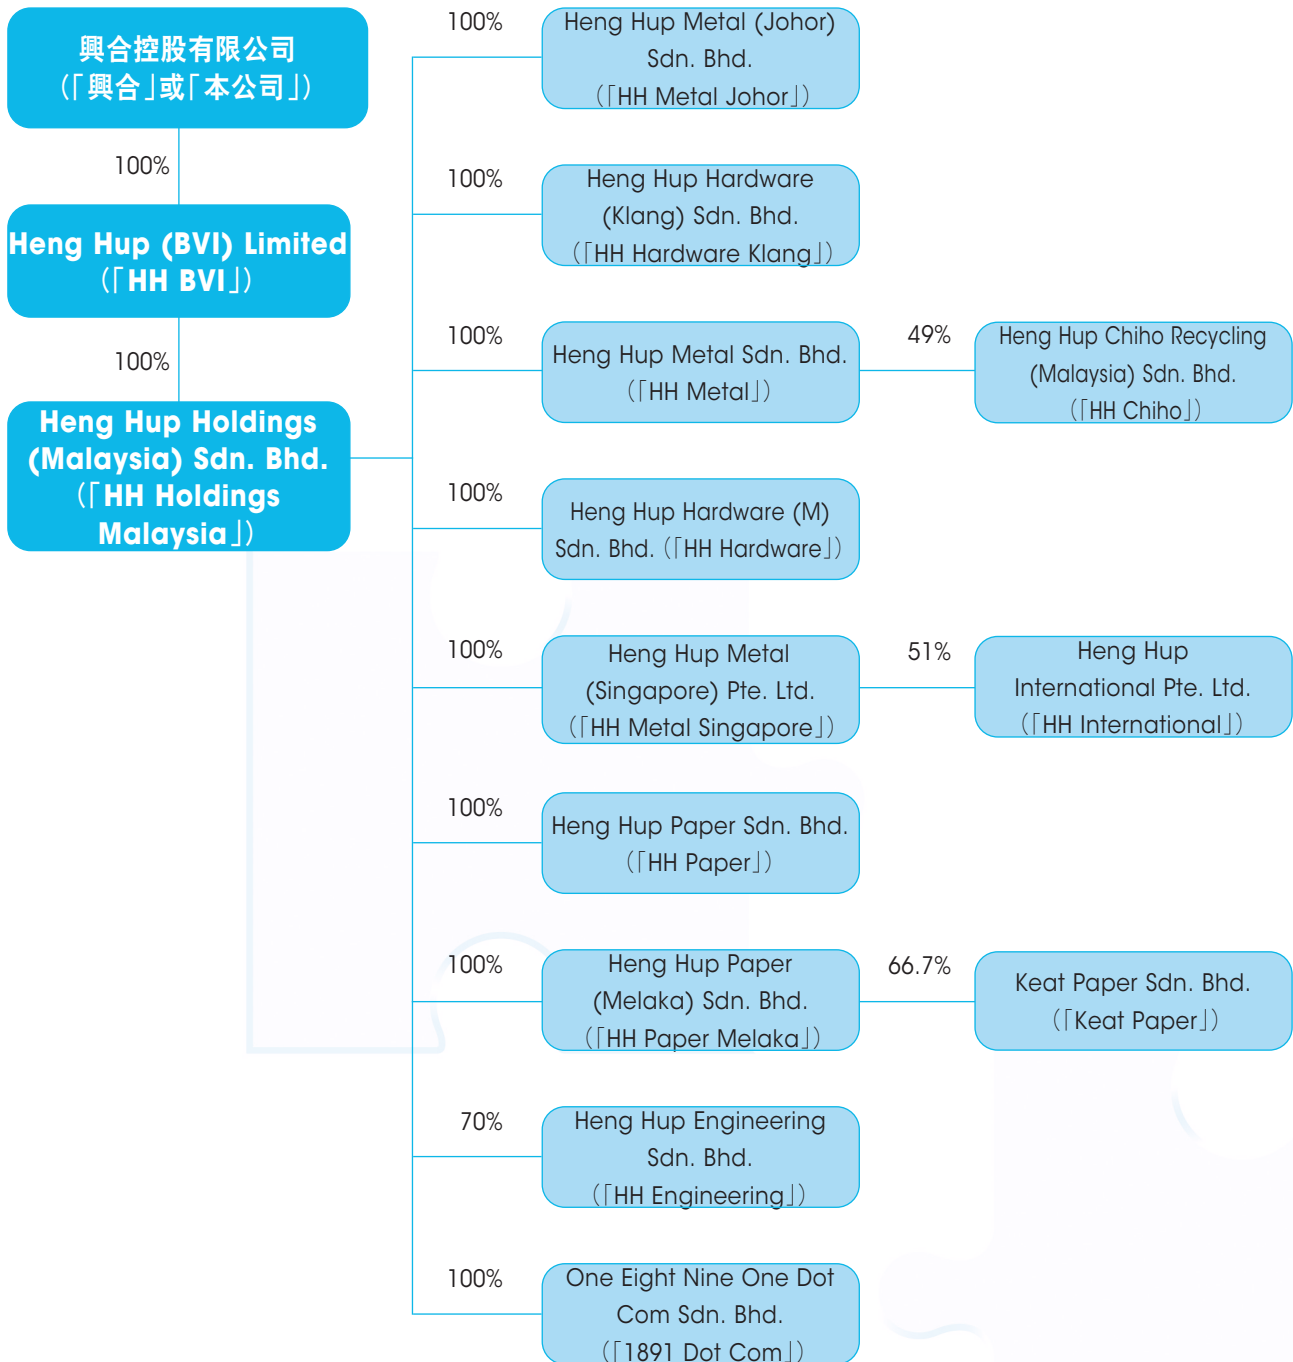 興合控股有限公司
（「興合」或「本公司」）
100%
Heng Hup (BVI) Limited
（「HH BVI」）
100%
Heng Hup Holdings
(Malaysia) Sdn. Bhd.
（「HH Holdings
Malaysia」）
100%
Heng Hup Metal (Johor)
Sdn. Bhd.
（「HH Metal Johor」）
100%
Heng Hup Hardware
(Klang) Sdn. Bhd.
（「HH Hardware Klang」）
100%
Heng Hup Metal Sdn. Bhd.
（「HH Metal」）
49%
Heng Hup Chiho Recycling
(Malaysia) Sdn. Bhd.
（「HH Chiho」）
100%
Heng Hup Hardware (M)
Sdn. Bhd.（「HH Hardware」）
100%
Heng Hup Metal
(Singapore) Pte. Ltd.
（「HH Metal Singapore」）
51%
Heng Hup
International Pte. Ltd.
（「HH International」）
100%
Heng Hup Paper Sdn. Bhd.
（「HH Paper」）
100%
Heng Hup Paper
(Melaka) Sdn. Bhd.
（「HH Paper Melaka」）
66.7%
Keat Paper Sdn. Bhd.
（「Keat Paper」）
70%
Heng Hup Engineering
Sdn. Bhd.
（「HH Engineering」）
100%
One Eight Nine One Dot
Com Sdn. Bhd.
（「1891 Dot Com」）